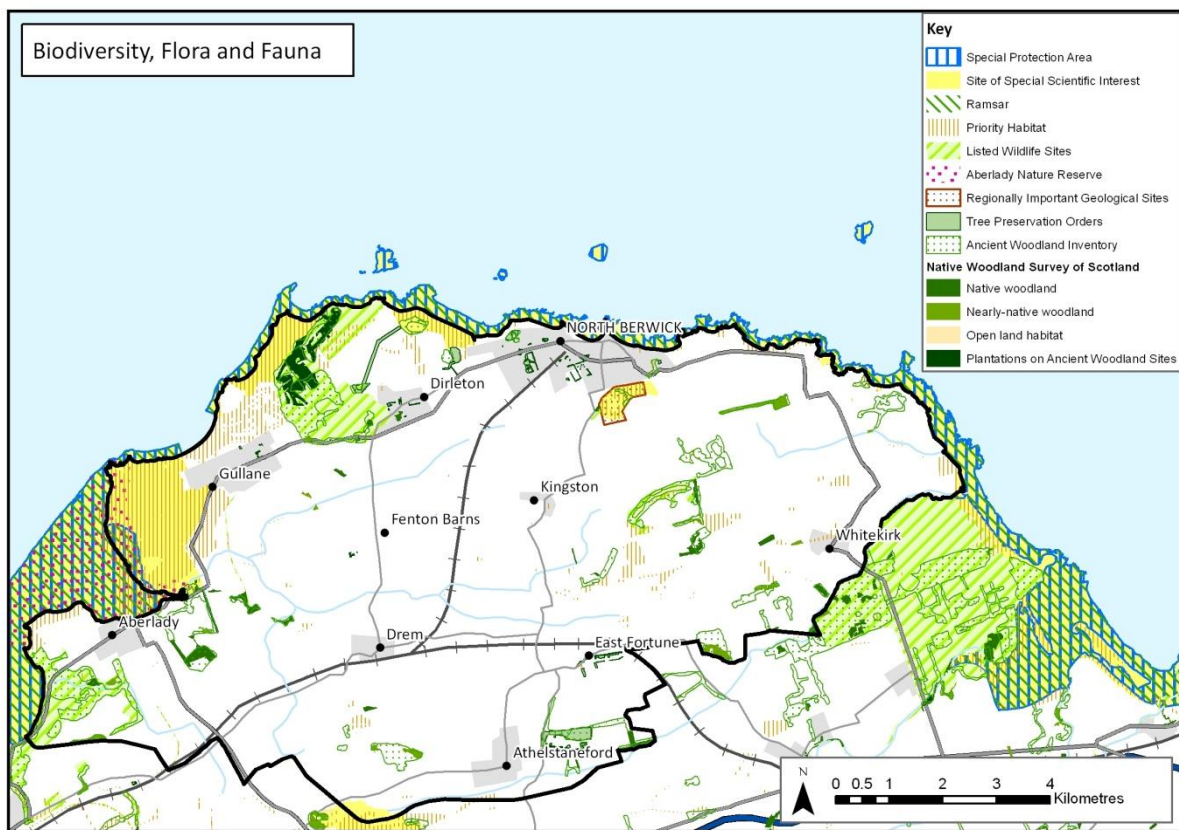 Biodiversity, Flora and Fauna
Key
Special Protection Area
Site of Special Scientific Interest
Ramsar
Priority Habitat
Listed Wildlife Sites
Aberlady Nature Reserve
Regionally Important Geological Sites
Tree Preservation Orders
Ancient Woodland Inventory
Native Woodland Survey of Scotland
Native woodland
Nearly-native woodland
Open land habitat
Plantations on Ancient Woodland Sites
NORTH BERWICK
Dirleton
Gullane
Kingston
Fenton Barns
Whitekirk
Aberlady
Drem
East Fortune
Athelstaneford
N
0 0.5 1 2 3 4
Kilometres